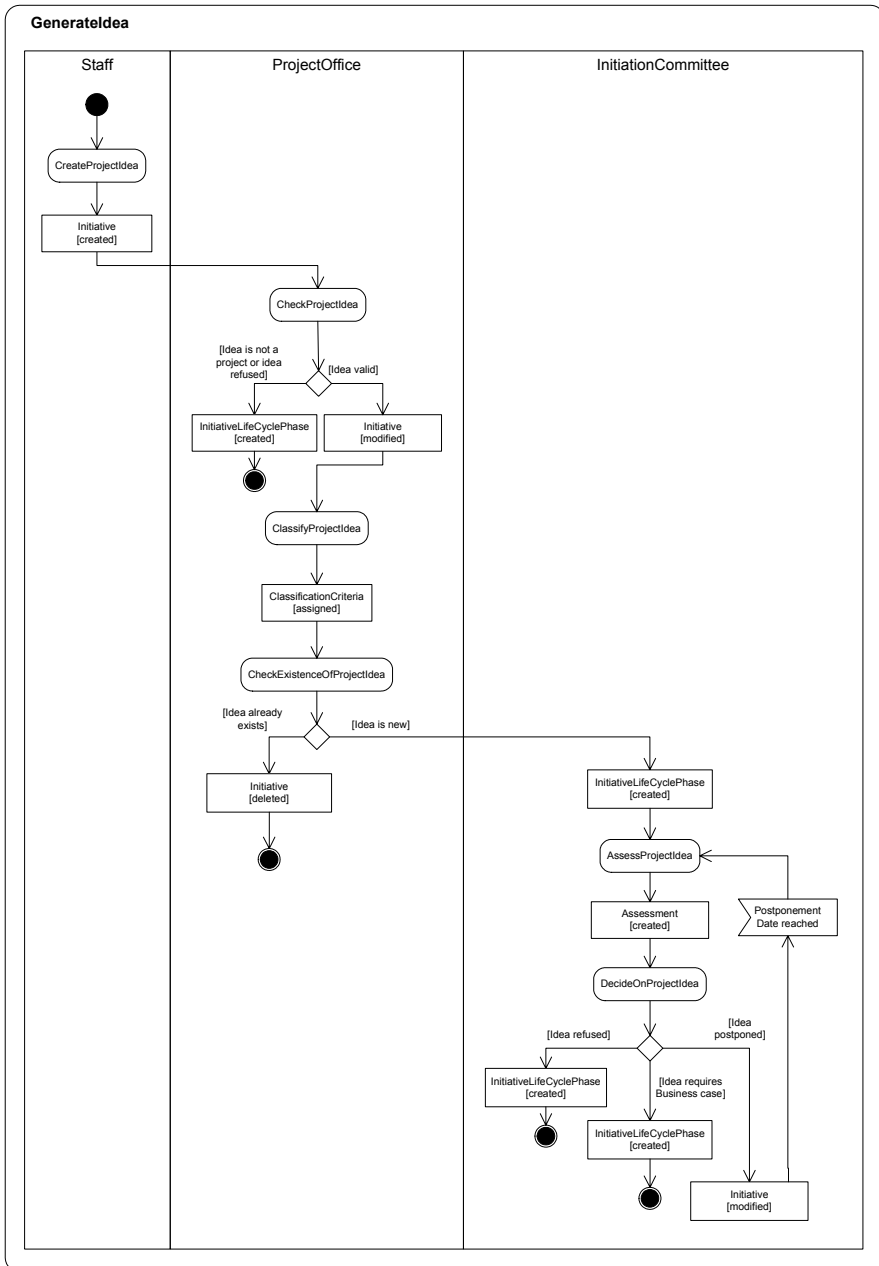 GenerateIdea
Staff
ProjectOffice
InitiationCommittee
CreateProjectIdea
Initiative
[created]
CheckProjectIdea
[Idea is not a
project or idea
refused]
[Idea valid]
InitiativeLifeCyclePhase
[created]
Initiative
[modified]
ClassifyProjectIdea
ClassificationCriteria
[assigned]
CheckExistenceOfProjectIdea
[Idea already
exists]
[Idea is new]
Initiative
[deleted]
InitiativeLifeCyclePhase
[created]
AssessProjectIdea
Assessment
[created]
Postponement
Date reached
DecideOnProjectIdea
[Idea refused]
[Idea
postponed]
InitiativeLifeCyclePhase
[created]
[Idea requires
Business case]
InitiativeLifeCyclePhase
[created]
Initiative
[modified]